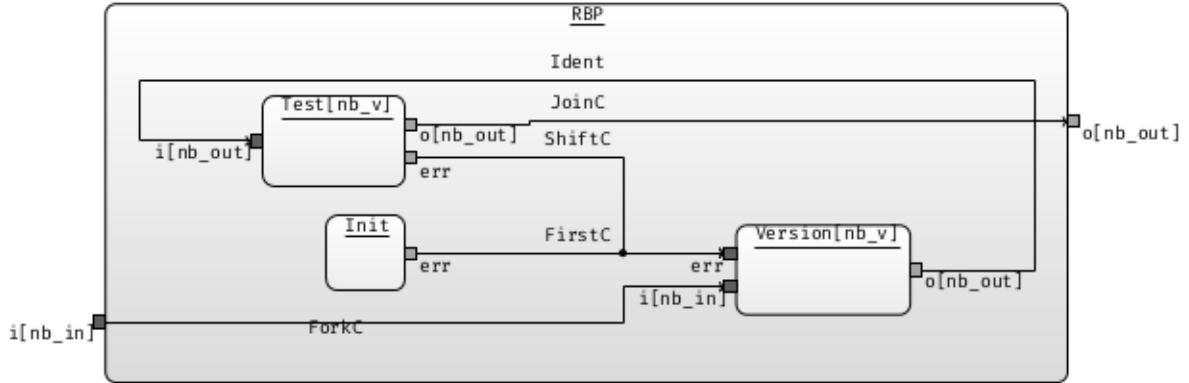 RBP
Ident
Test[nb_v]
JoinC
o[nb_out]
o[nb_out]
ShiftC
i[nb_out]
err
Init
FirstC
Version[nb_v]
err
err
o[nb_out]
i[nb_in]
ForkC
i[nb_in]